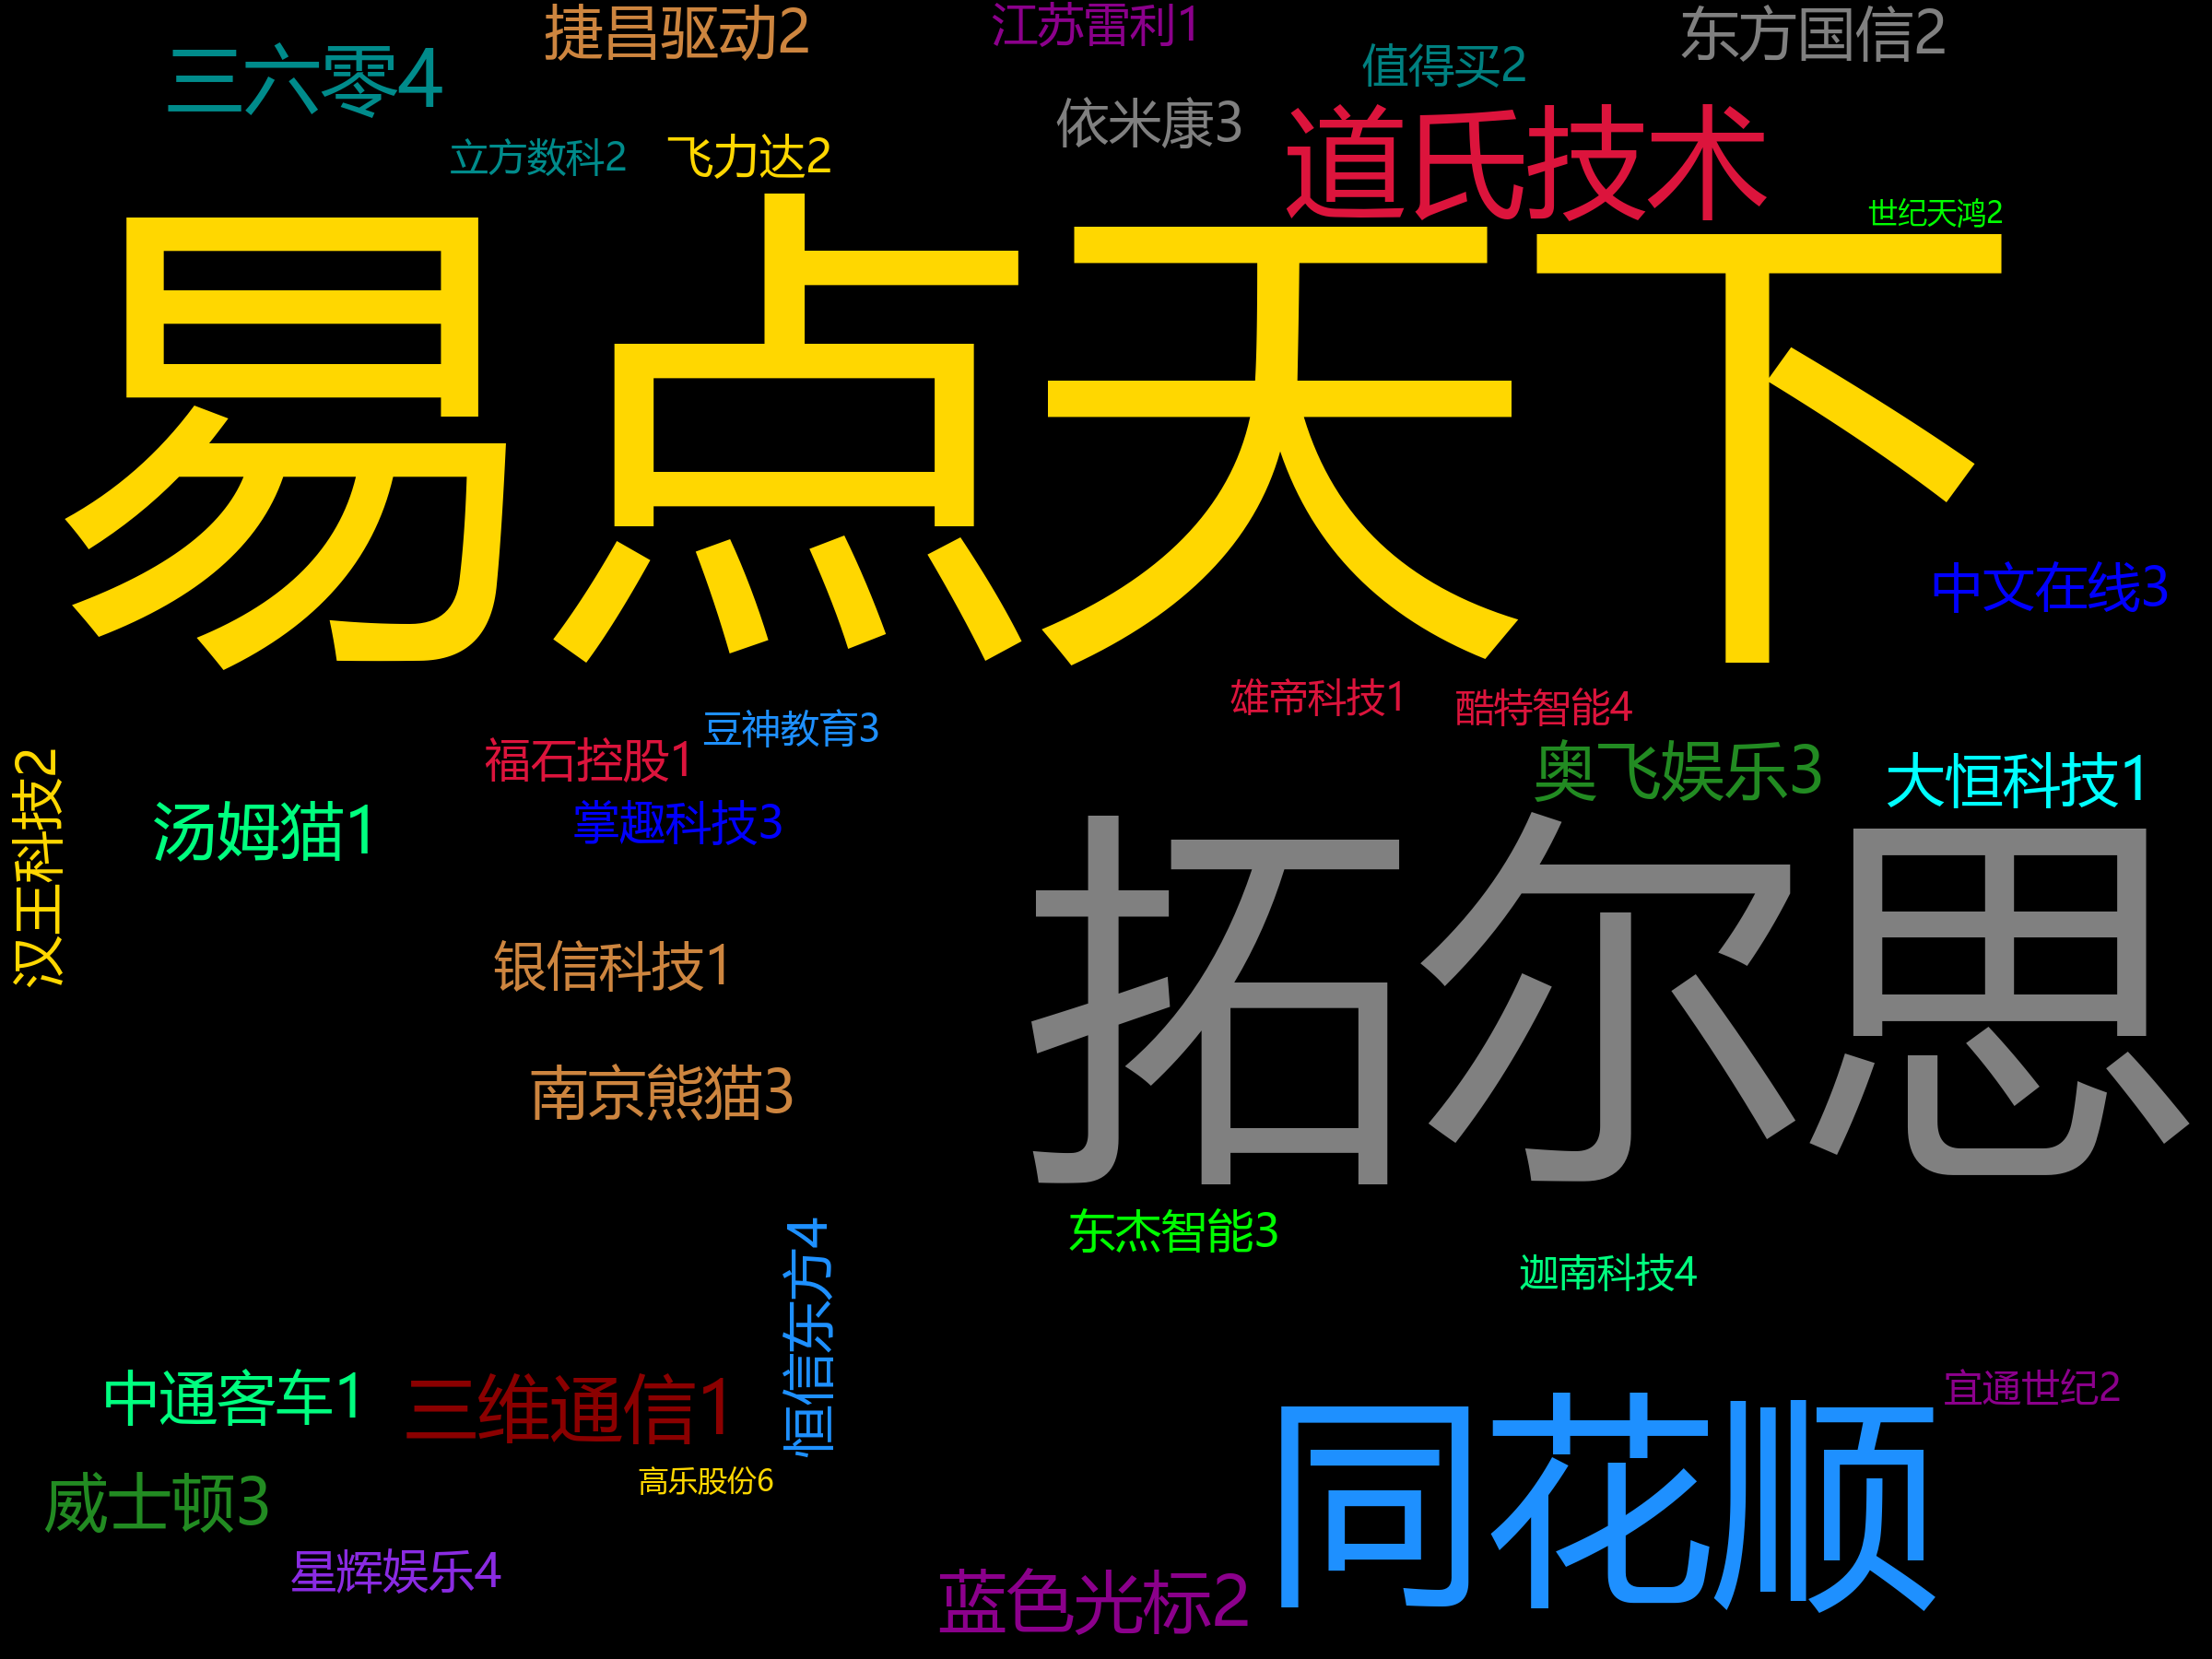 捷昌驱动2
江苏雷利1
东方国信2
三六零4
值得买2
依米康3
道氏技术
立方数科2
飞力达2
世纪天鸿2
易点天下
中文在线3
雄帝科技1
酷特智能4
豆神教育3
福石控股1
奥飞娱乐3
大恒科技1
汉王科技2
汤姆猫1
掌趣科技3
银信科技1
拓尔思
南京熊猫3
东杰智能3
迦南科技4
恒信东方4
中通客车1
三维通信1
宜通世纪2
高乐股份6
同花顺
威士顿3
星辉娱乐4
蓝色光标2